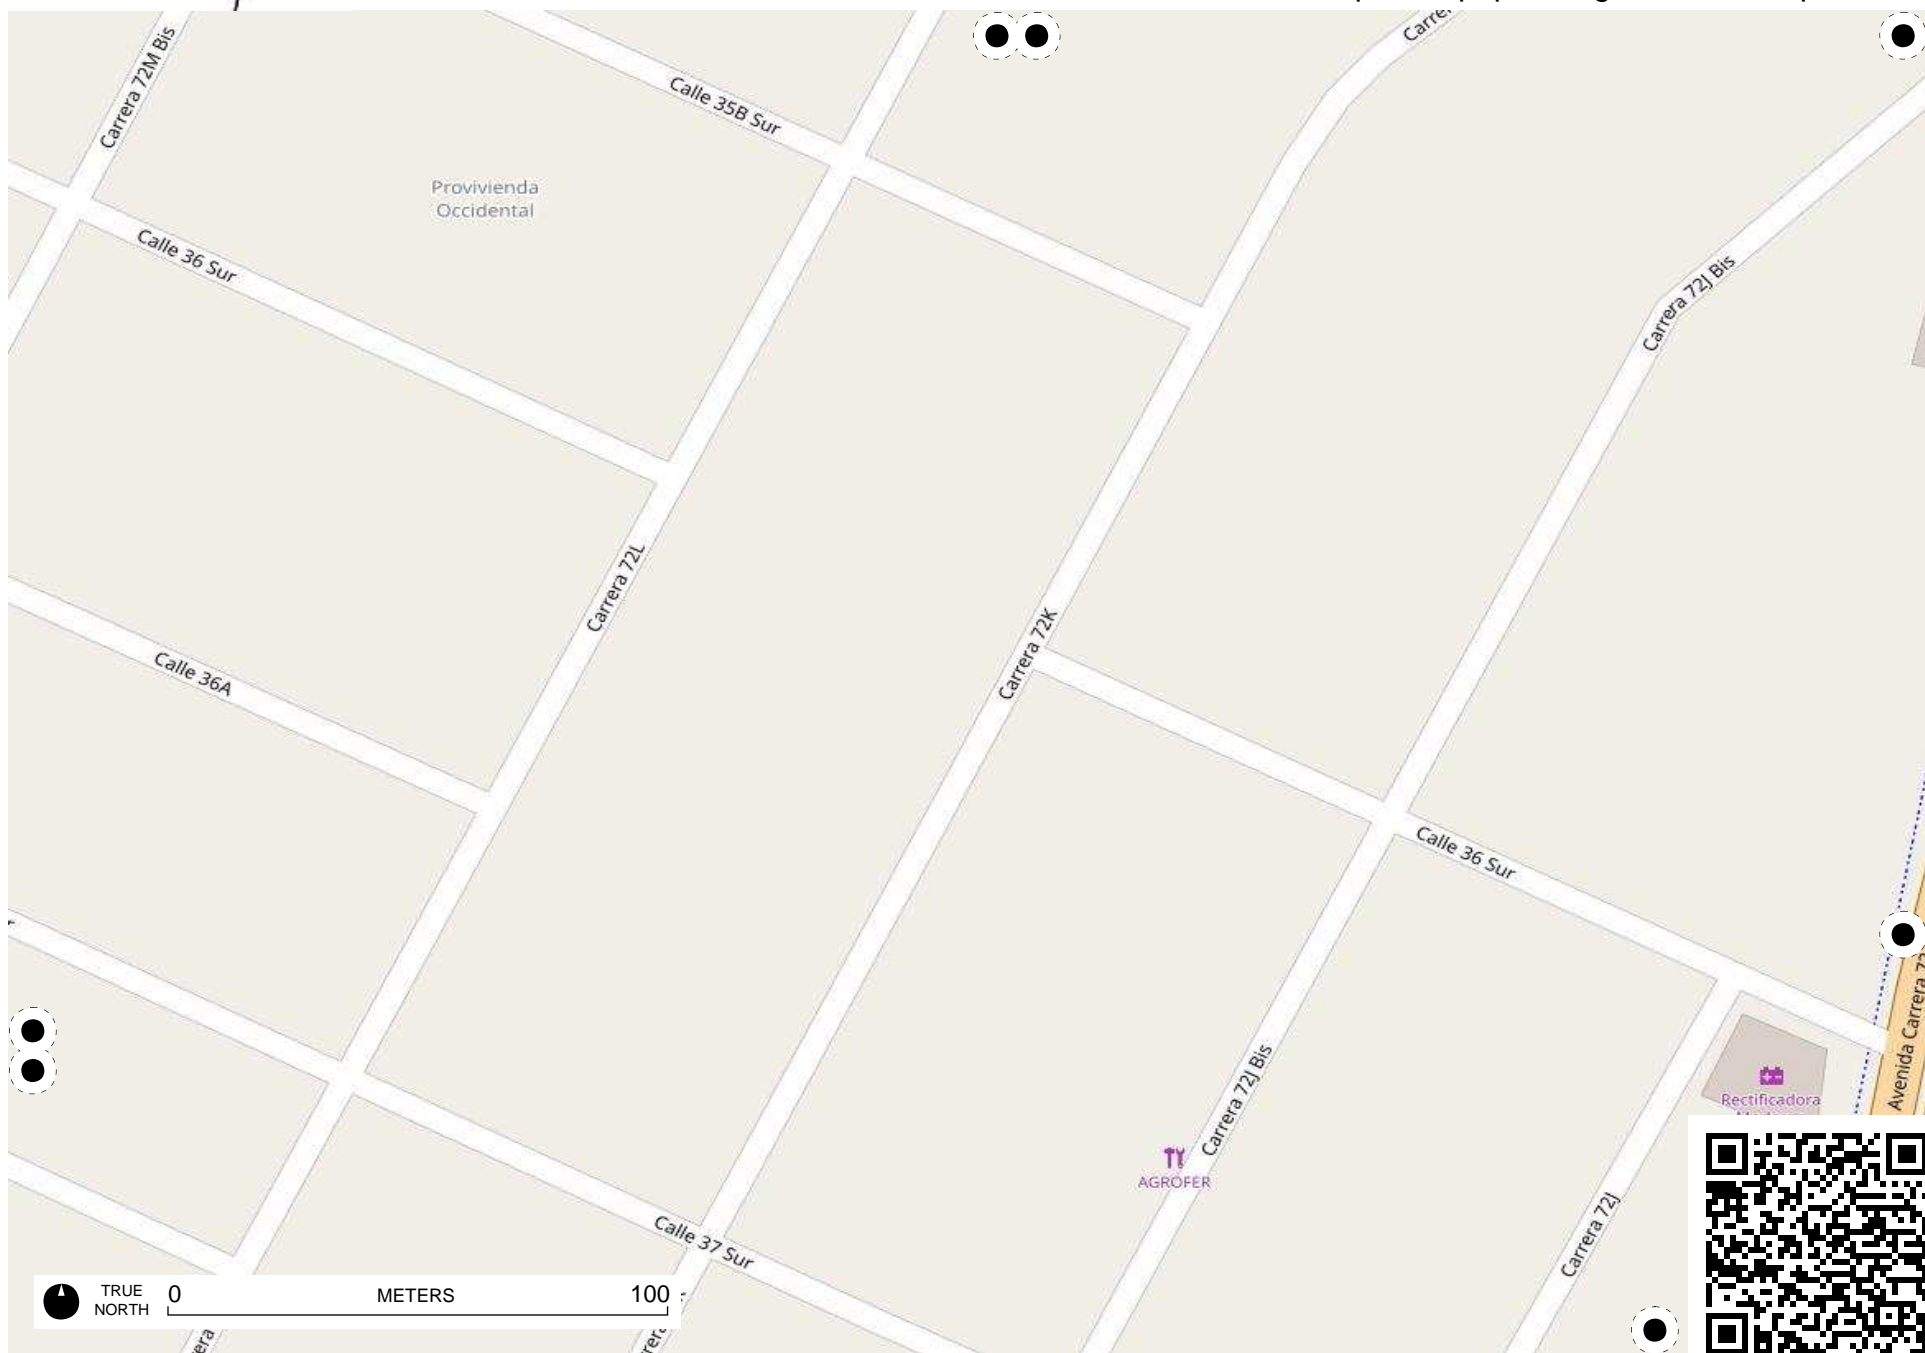 Carrera 72M Bis
Calle 35B Sur
Provivienda
Occidental
Calle 36 Sur
Carrera 72J Bis
Carrera 72L
Carrera 72K
Calle 36A
Calle 36 Sur
Avenida Carrera
Carrera 72J Bis
Rectificadora
AGROFER
Carrera 72J
Calle 37 Sur
TRUE
NORTH
0 METERS 100